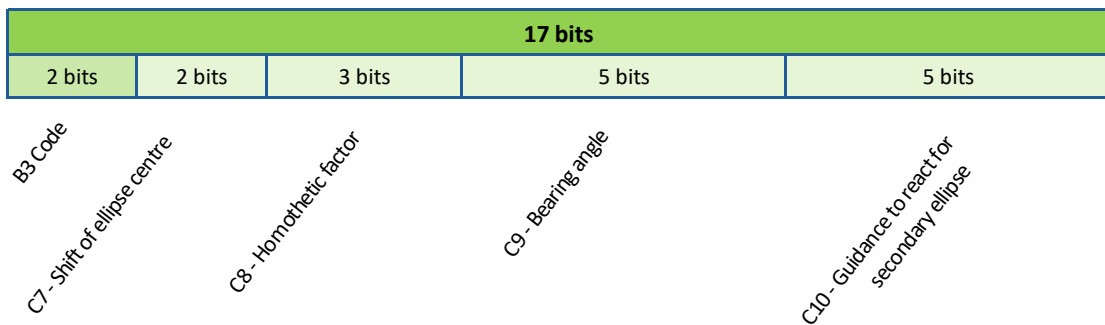 17 bits
2 bits
2 bits
3 bits
5 bits
5 bits
B3 Code
C7 - Shift of ellipse centre
C8 - Homothetic factor
C9 - Bearing angle
C10 - Guidance to react for
secondary ellipse